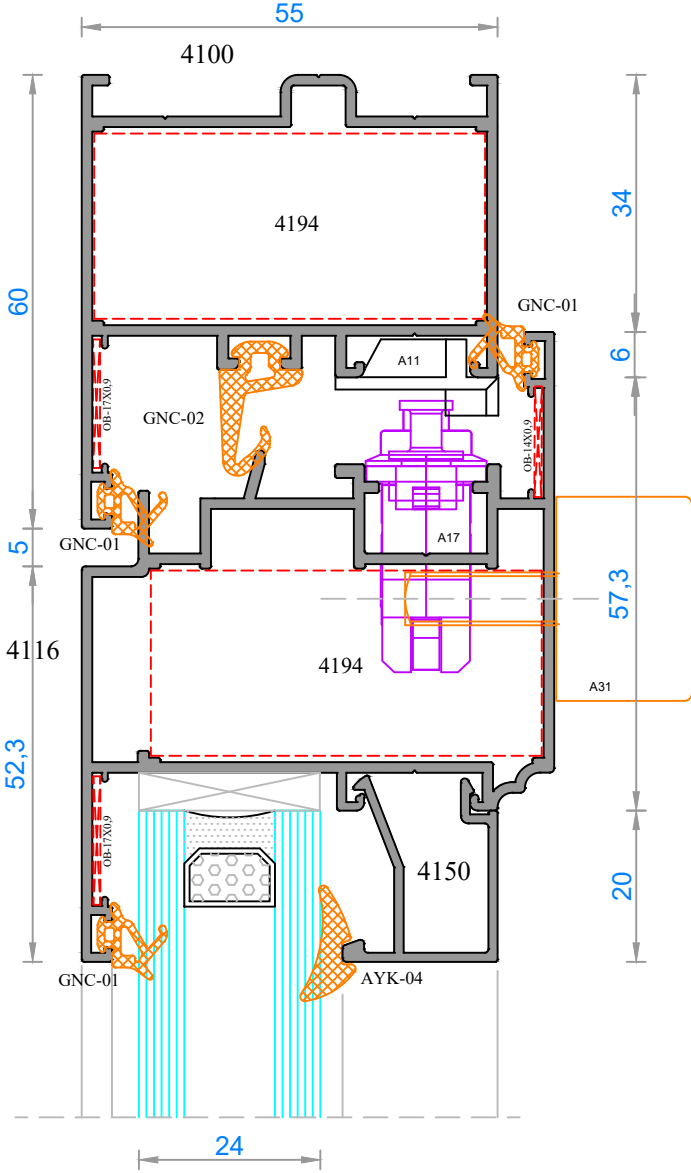 55
4100
4194
34
60
GNC-01
6
A11
OB-17X0,9
GNC-02
OB-14X0,9
GNC-01
A17
5
57,3
4116
4194
A31
52,3
OB-17X0,9
4150
20
GNC-01
AYK-04
24